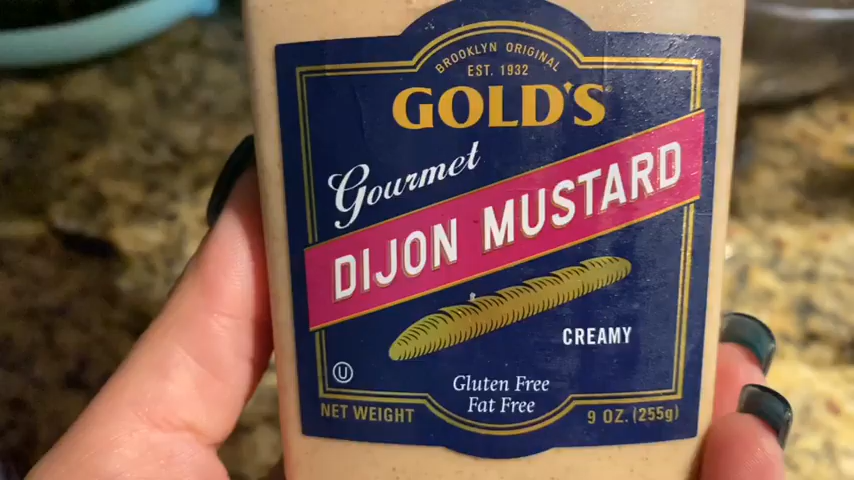 BROOKLYN ORIGINAL
EST. 1932
GOLD'S
Gourmet
DIJON MUSTARD
CREAMY
U
Gluten Free
Fat Free
NET WEIGHT 9 OZ. (255g)